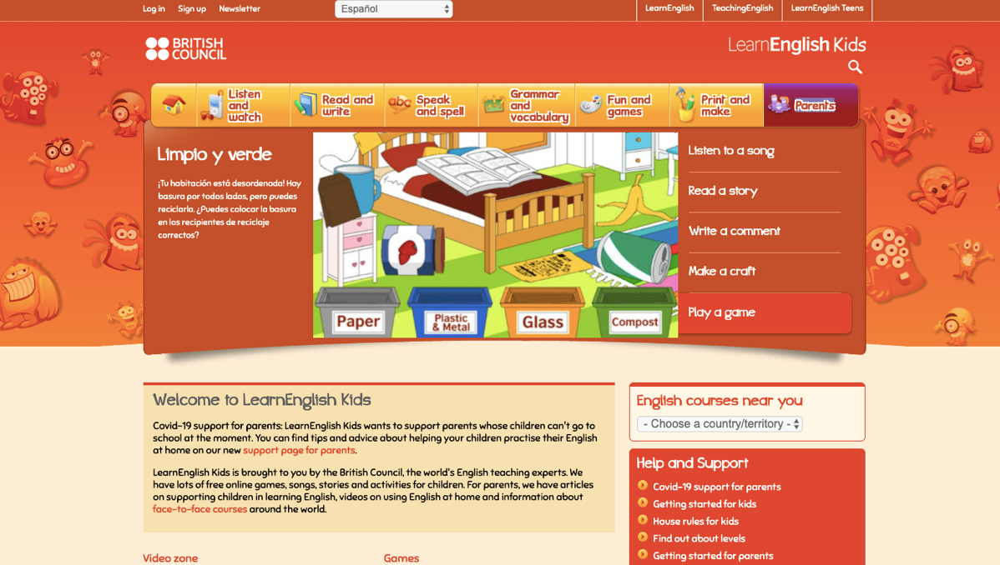 Log in Sign up Newsletter Español LearnEnglish TeachingEnglish LearnEnglish Teens
BRITISH
COUNCIL
LearnEnglish Kids
Listen
and
watch
Read and
write
abc
Speak
and spell
Grammar
and
vocabulary
Fun and
games
Print and
make
Parents
Limpio y verde
¡Tu habitación está desordenada! Hay
basura por todos lados, pero puedes
reciclarla. ¿Puedes colocar la basura
en los recipientes de reciclaje
correctos?
Paper
Plastic
& Metal
Glass
Compost
Listen to a song
Read a story
Write a comment
Make a craft
Play a game
Welcome to LearnEnglish Kids
Covid-19 support for parents: LearnEnglish Kids wants to support parents whose children can't go to
school at the moment. You can find tips and advice about helping your children practise their English
at home on our new support page for parents.
LearnEnglish Kids is brought to you by the British Council, the world's English teaching experts. We
have lots of free online games, songs, stories and activities for children. For parents, we have articles
on supporting children in learning English, videos on using English at home and information about
face-to-face courses around the world.
Video zone
Games
English courses near you
- Choose a country/territory -
Help and Support
Covid-19 support for parents
Getting started for kids
House rules for kids
Find out about levels
Getting started for parents